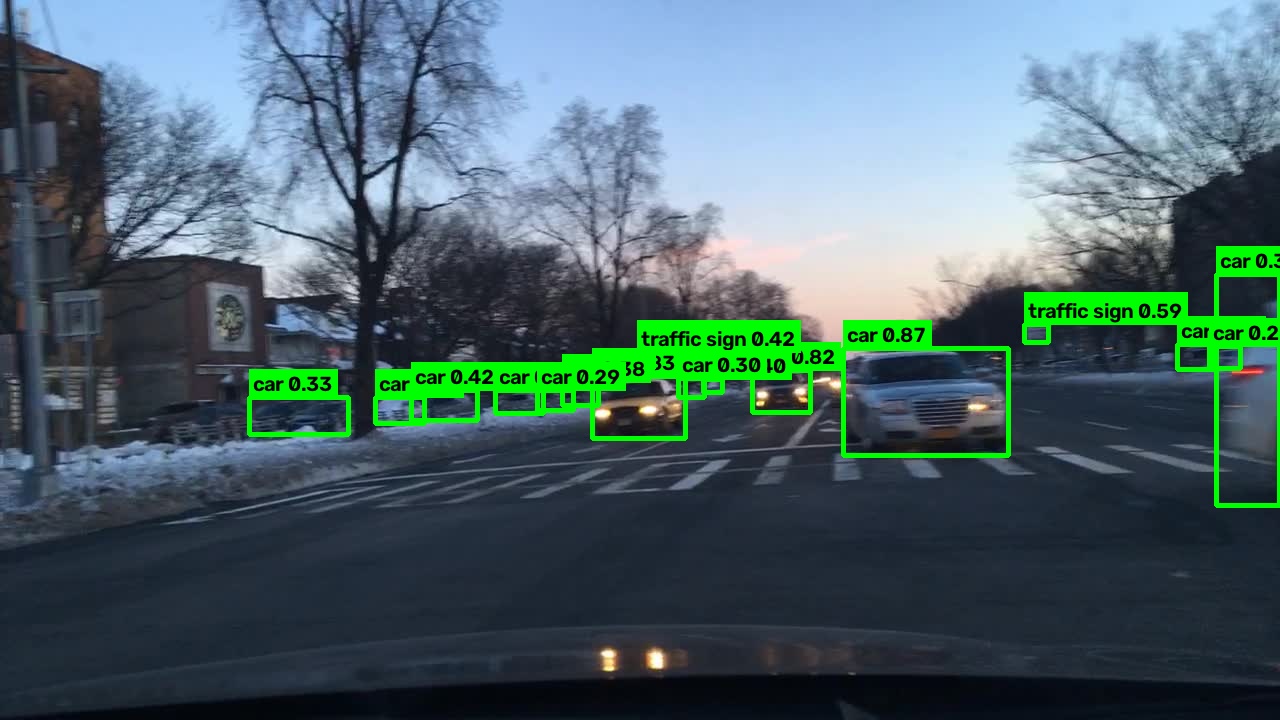 car 0.3
traffic sign 0.59
car 0.87
traffic sign 0.42
car
car 0.2
0.82
car 0.30
car 0.33
car
car 0.42
car
car 0.29